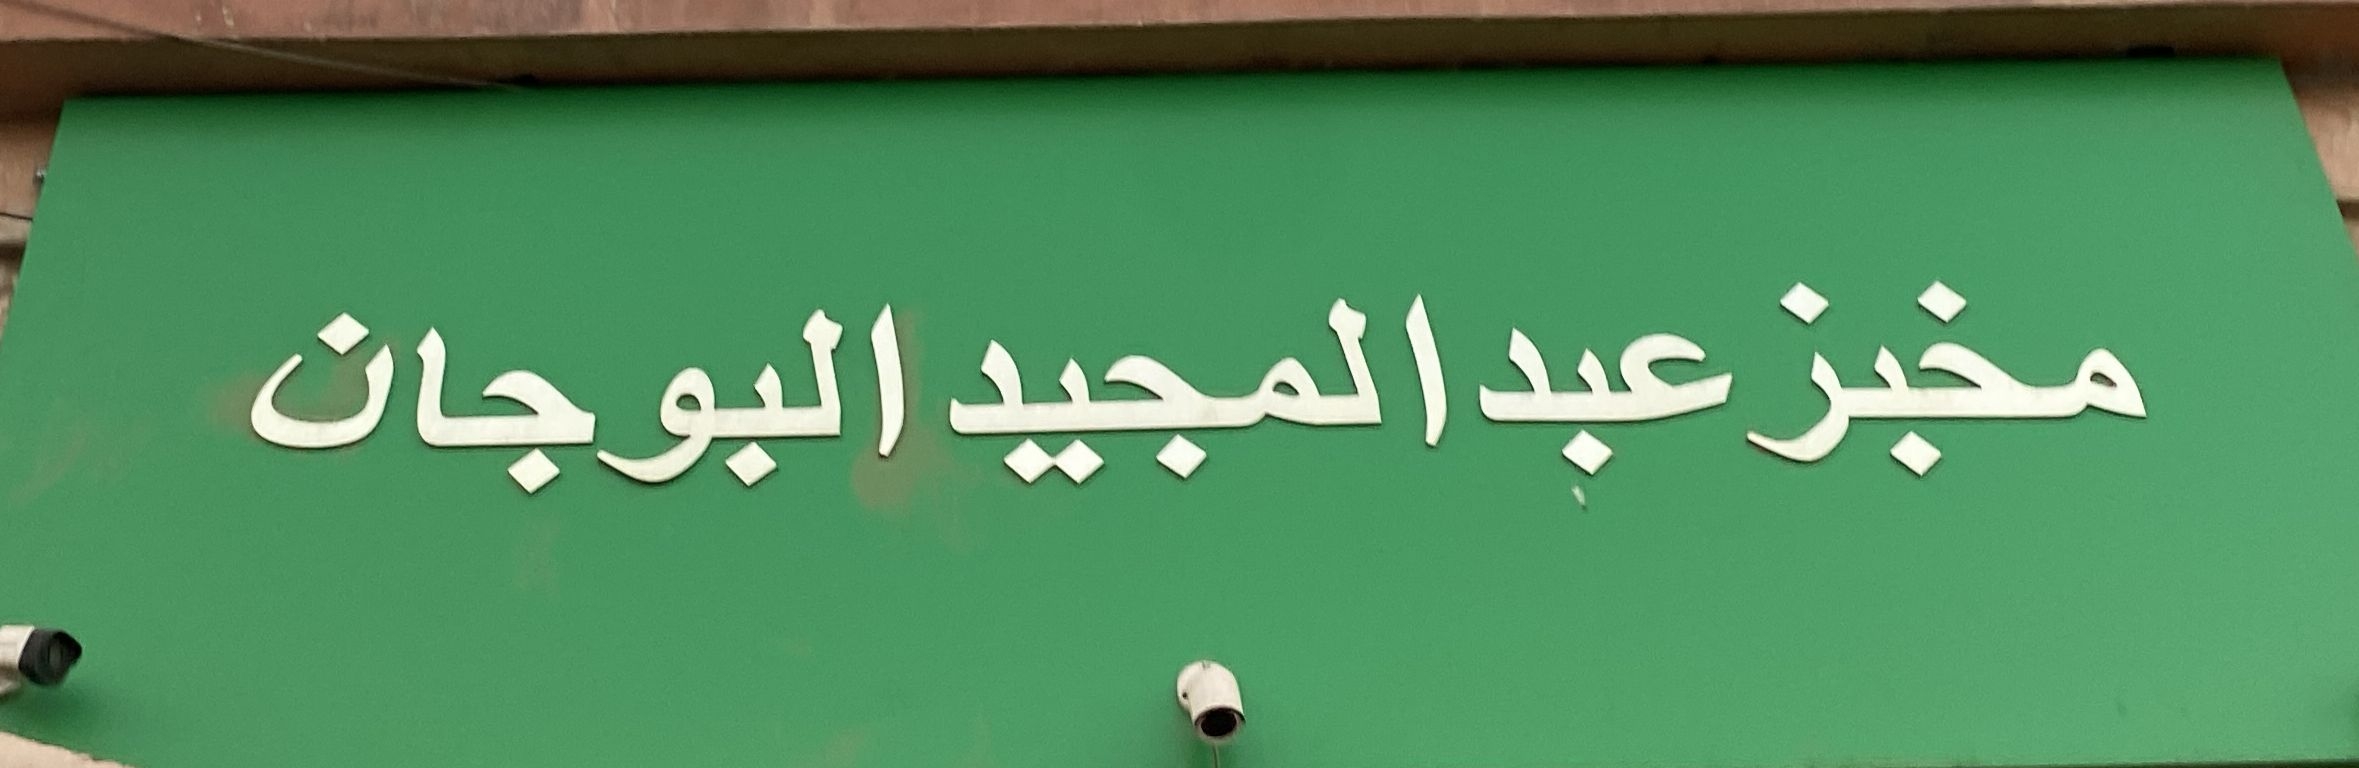 مخبز عبد المجيد البوجان